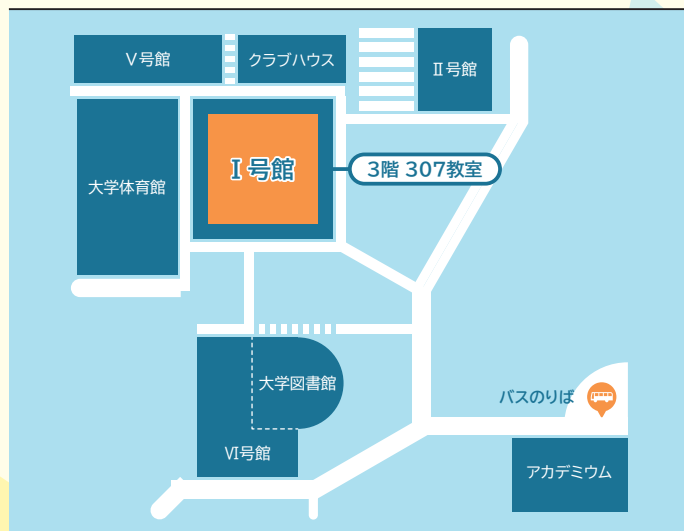 Ⅴ号館
クラブハウス
Ⅱ号館
大学体育館
Ⅰ号館
3階 307教室
大学図書館
バスのりば
Ⅵ号館
アカデミウム